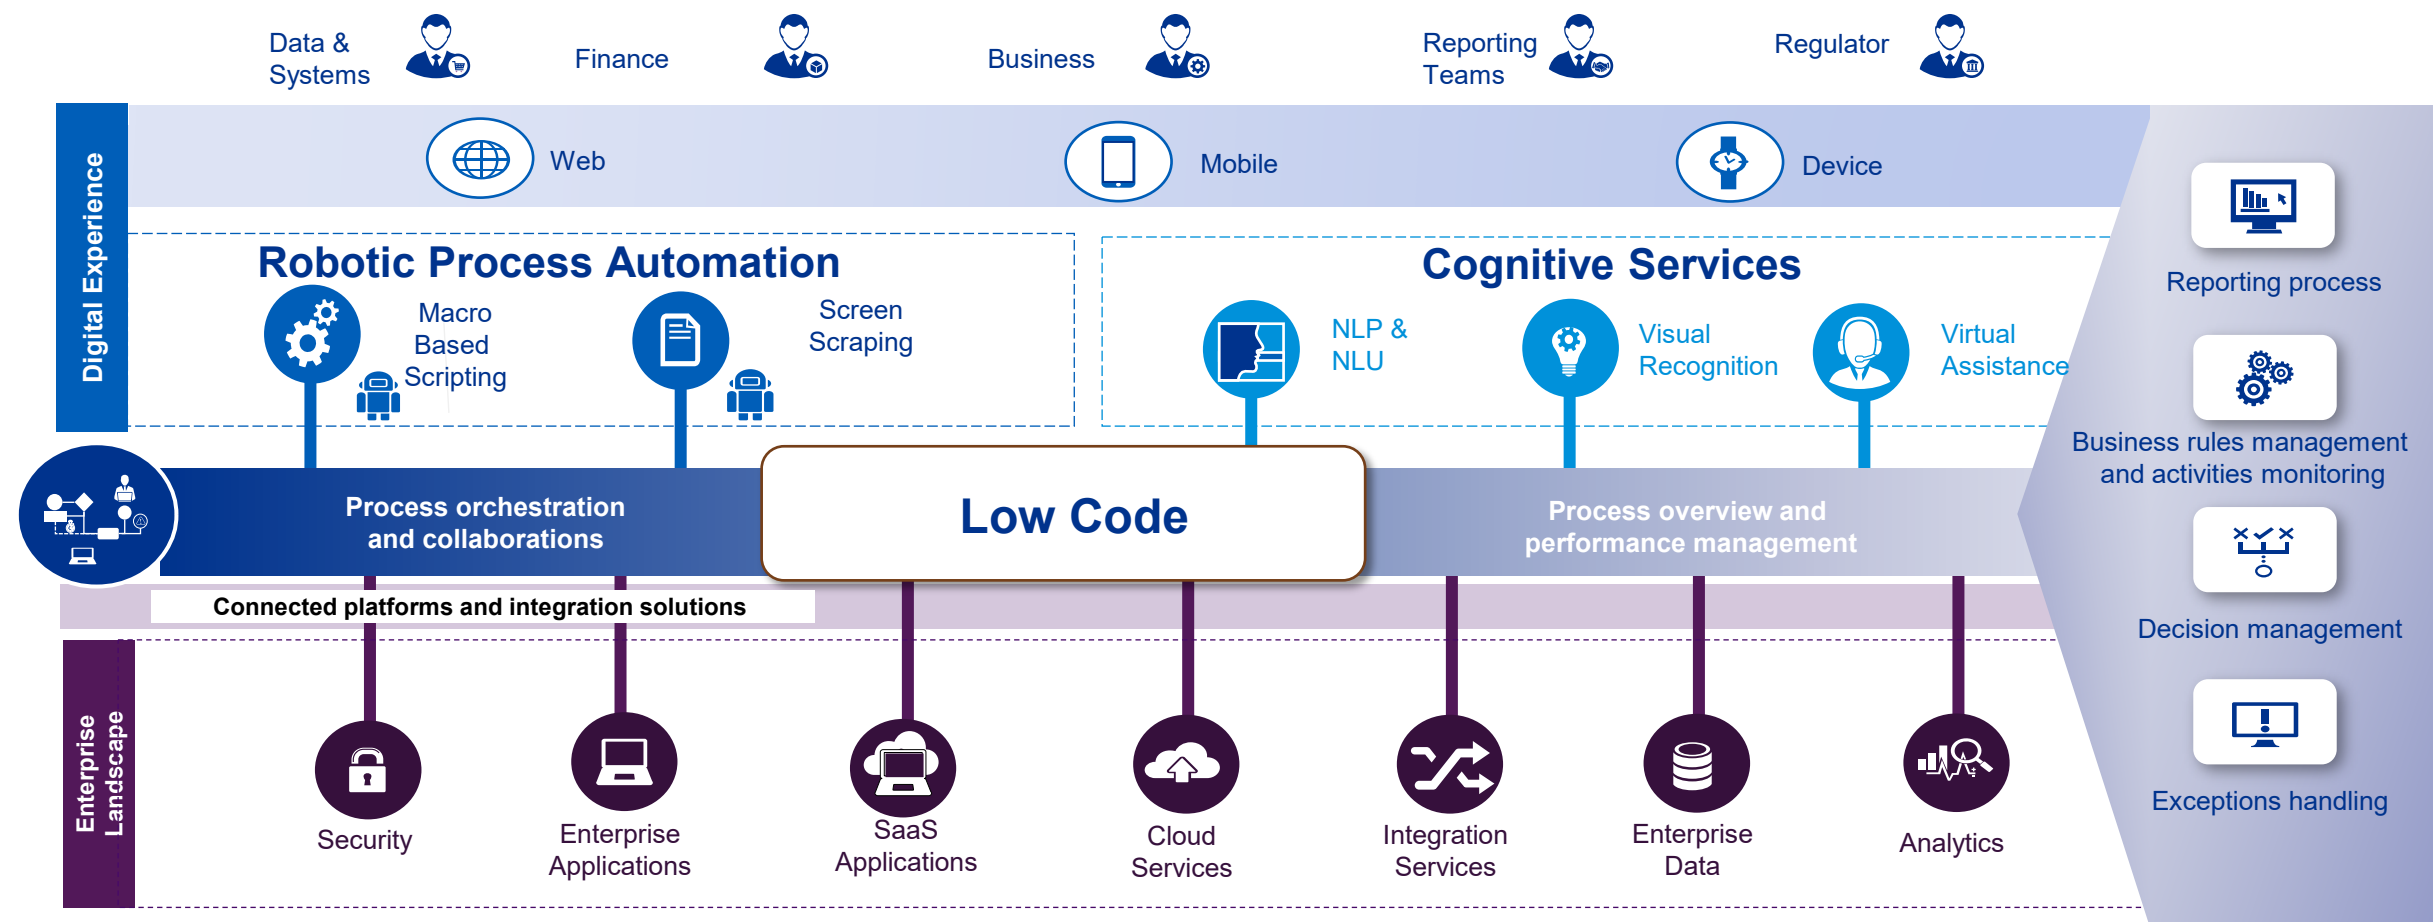 Data &
Systems
Finance
Business
Reporting
Teams
Regulator
Digital Experience
Web
Mobile
Device
Robotic Process Automation
Macro
Based
Scripting
Screen
Scraping
Cognitive Services
NLP &
NLU
Visual
Recognition
Virtual
Assistance
Process orchestration
and collaborations
Low Code
Process overview and
performance management
Connected platforms and integration solutions
Enterprise
Landscape
Security
Enterprise
Applications
SaaS
Applications
Cloud
Services
Integration
Services
Enterprise
Data
Analytics
Reporting process
Business rules management
and activities monitoring
Decision management
Exceptions handling